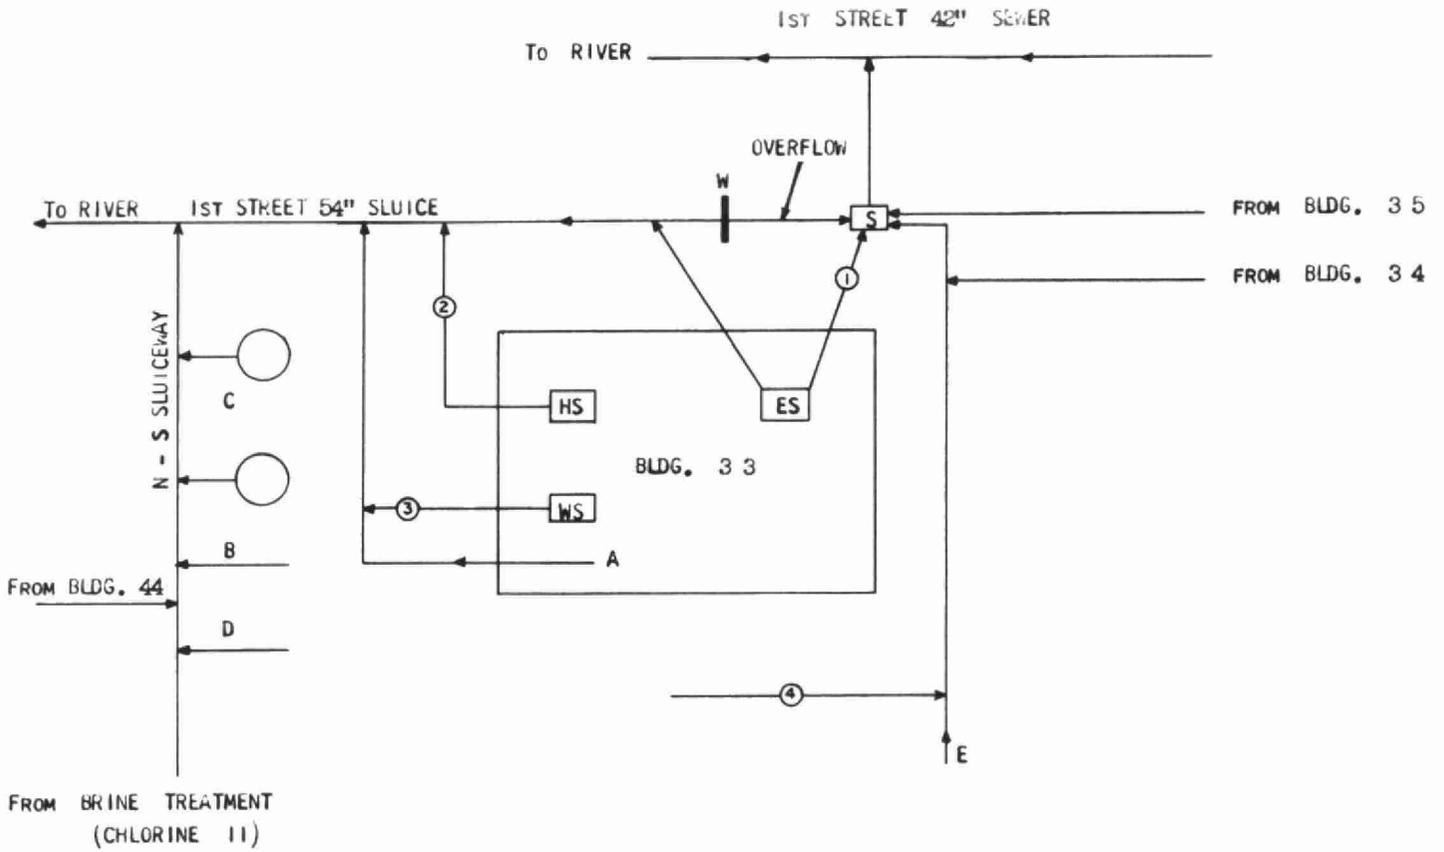 1ST STREET 42" SEWER
TO RIVER
OVERFLOW
W
TO RIVER
1ST STREET 54" SLUICE
S
FROM BLDG. 35
1
FROM BLDG. 34
2
N - S SLUICEWAY
C
HS
ES
BLDG. 33
3
WS
B
A
FROM BLDG. 44
D
4
E
FROM BRINE TREATMENT
(CHLORINE II)